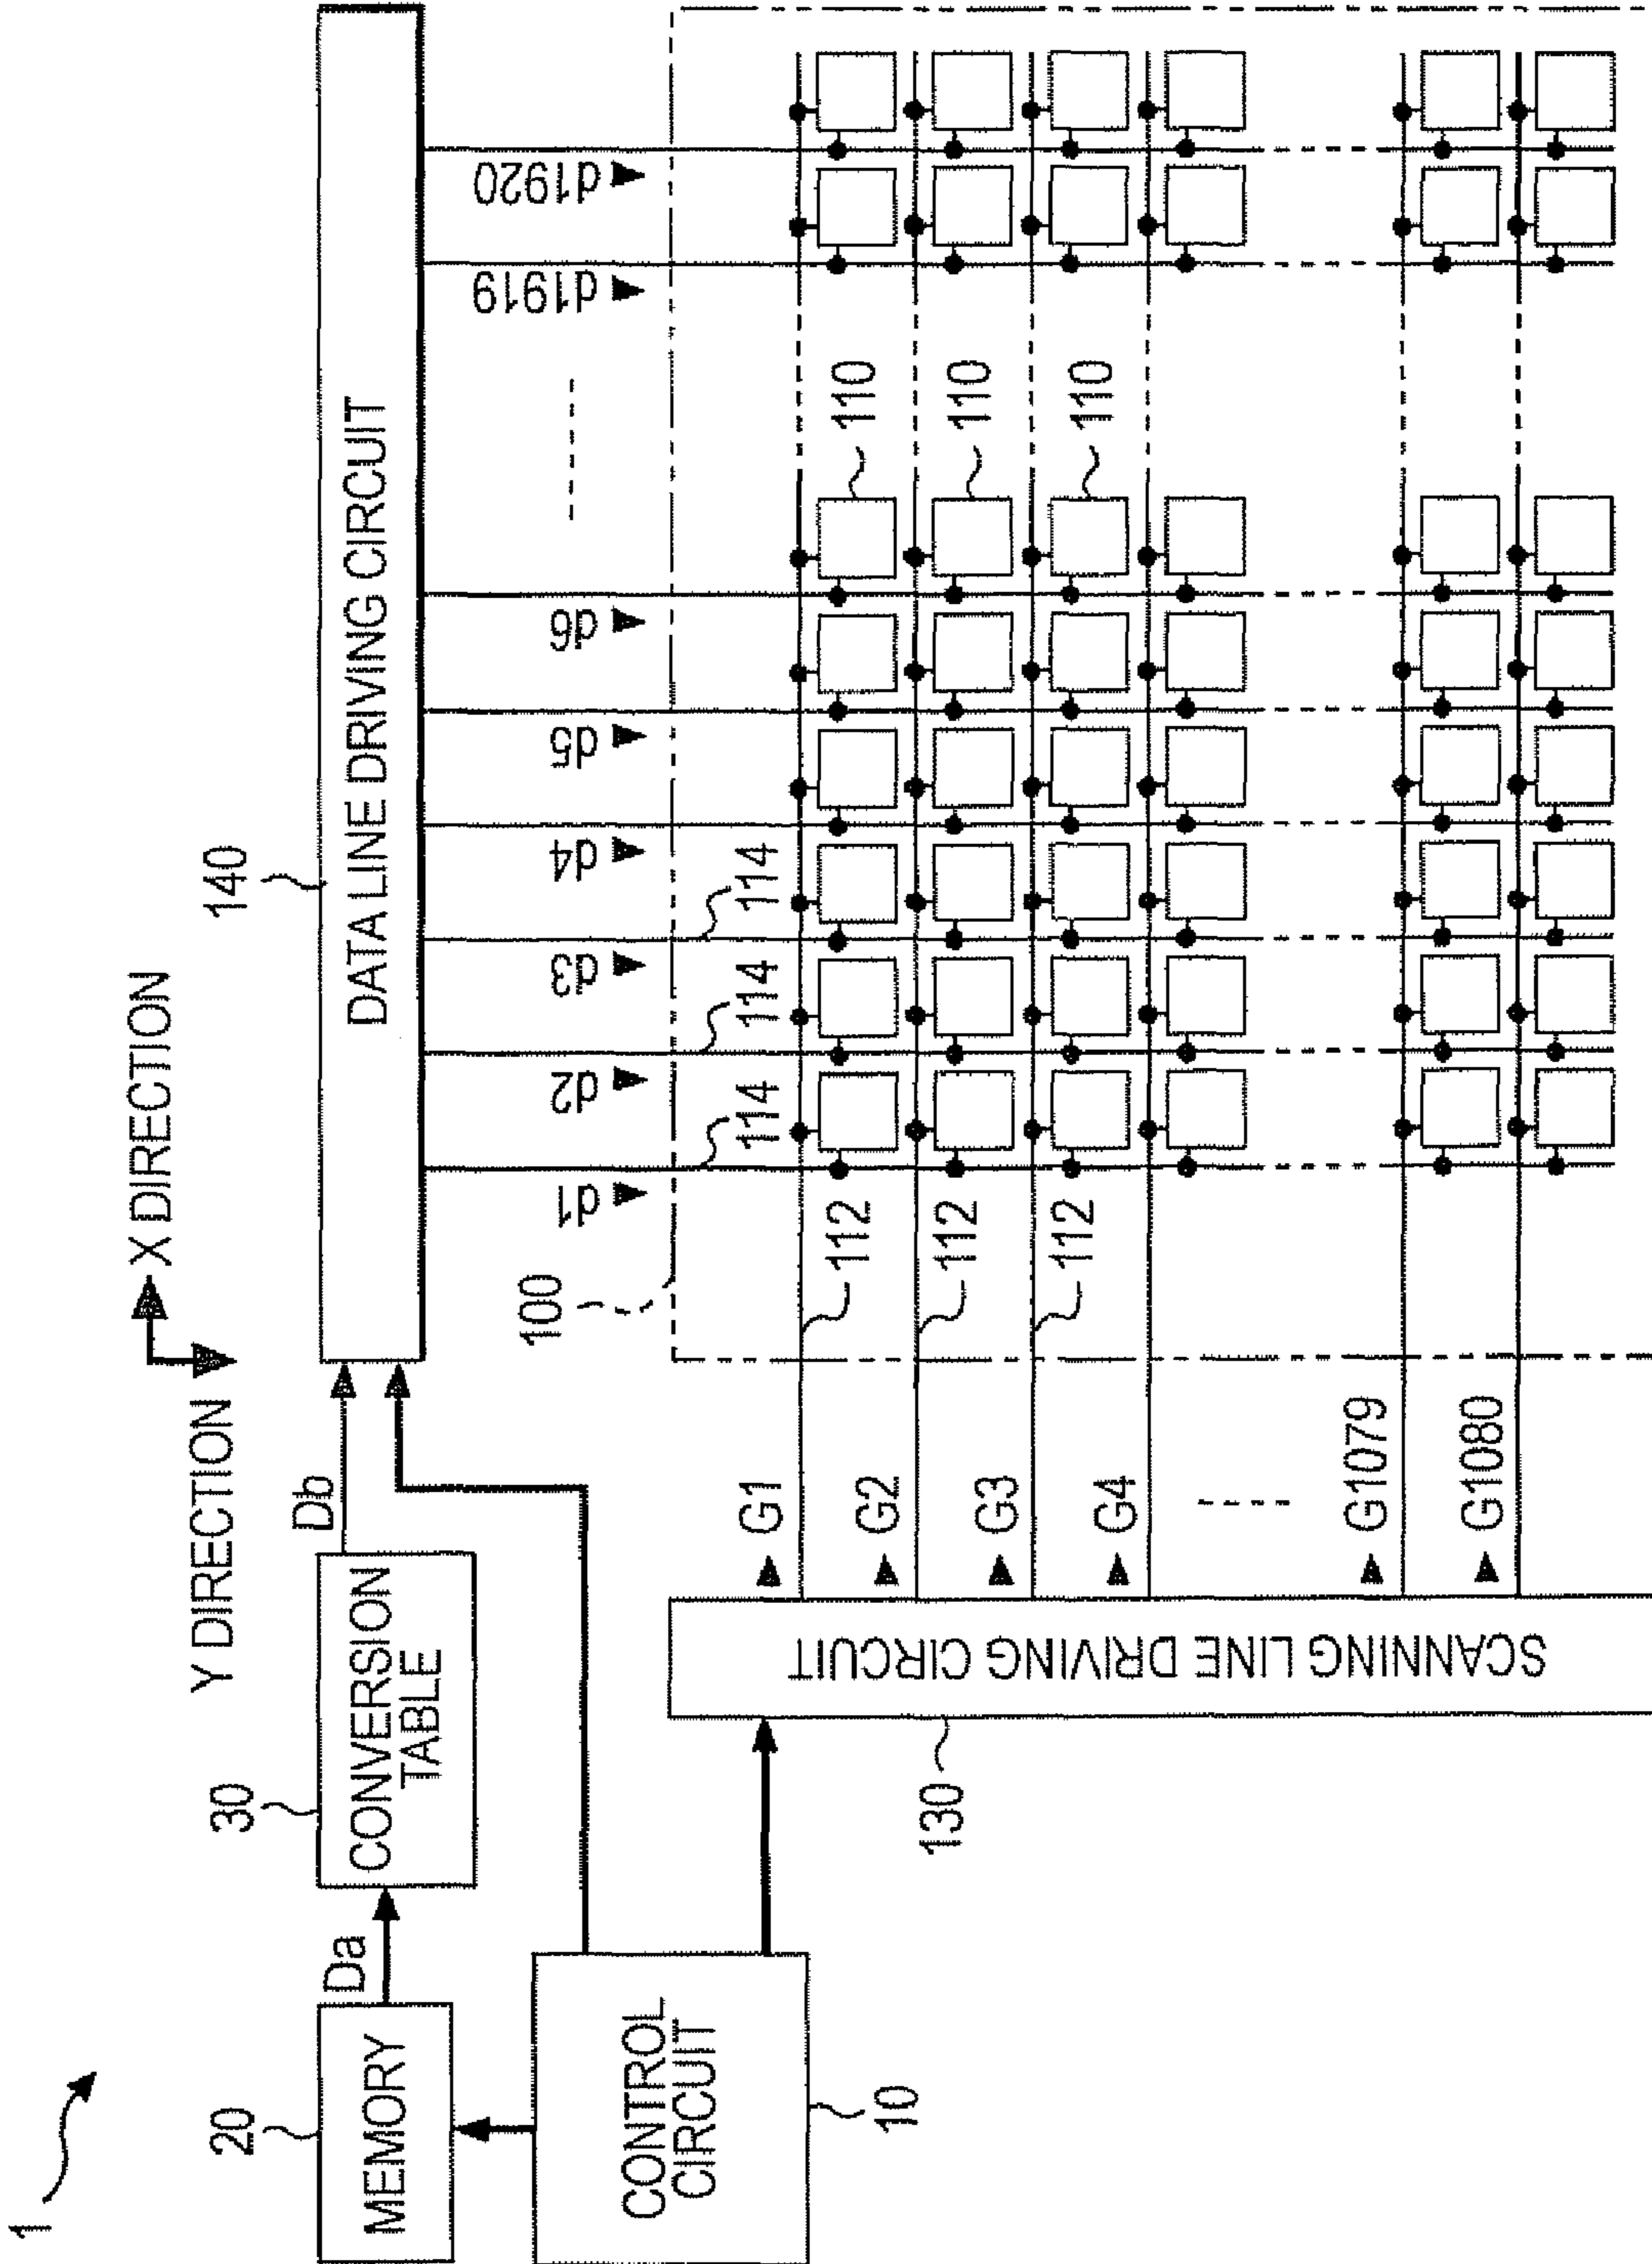 1
X DIRECTION
Y DIRECTION
20
MEMORY
Da
30
CONVERSION
TABLE
Db
140
DATA LINE DRIVING CIRCUIT
CONTROL
CIRCUIT
10
100
d1
d2
d3
d4
d5
d6
d1919
d1920
114
114
114
130
SCANNING LINE DRIVING CIRCUIT
G1
G2
G3
G4
G1079
G1080
112
112
112
110
110
110